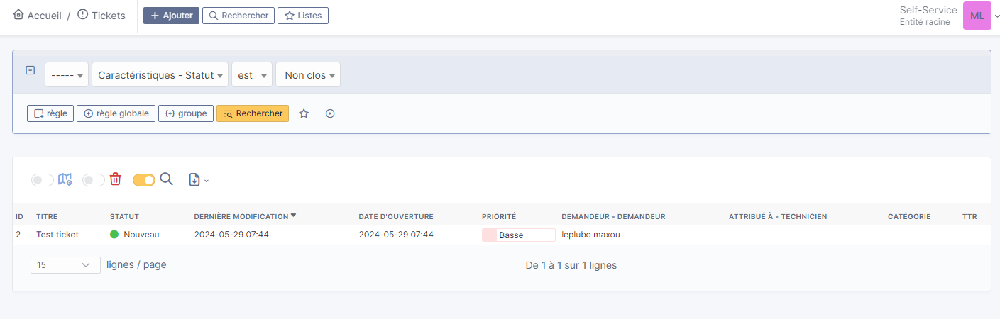 Accueil / Tickets Ajouter Rechercher Listes
Self-Service
Entité racine
ML
----- Caractéristiques - Statut est Non clos
règle règle globale groupe Rechercher
ID TITRE STATUT DERNIÈRE MODIFICATION DATE D'OUVERTURE PRIORITÉ DEMANDEUR - DEMANDEUR ATTRIBUÉ À - TECHNICIEN CATÉGORIE TTR
2 Test ticket Nouveau 2024-05-29 07:44 2024-05-29 07:44 Basse leplubo maxou
15 lignes / page De 1 à 1 sur 1 lignes